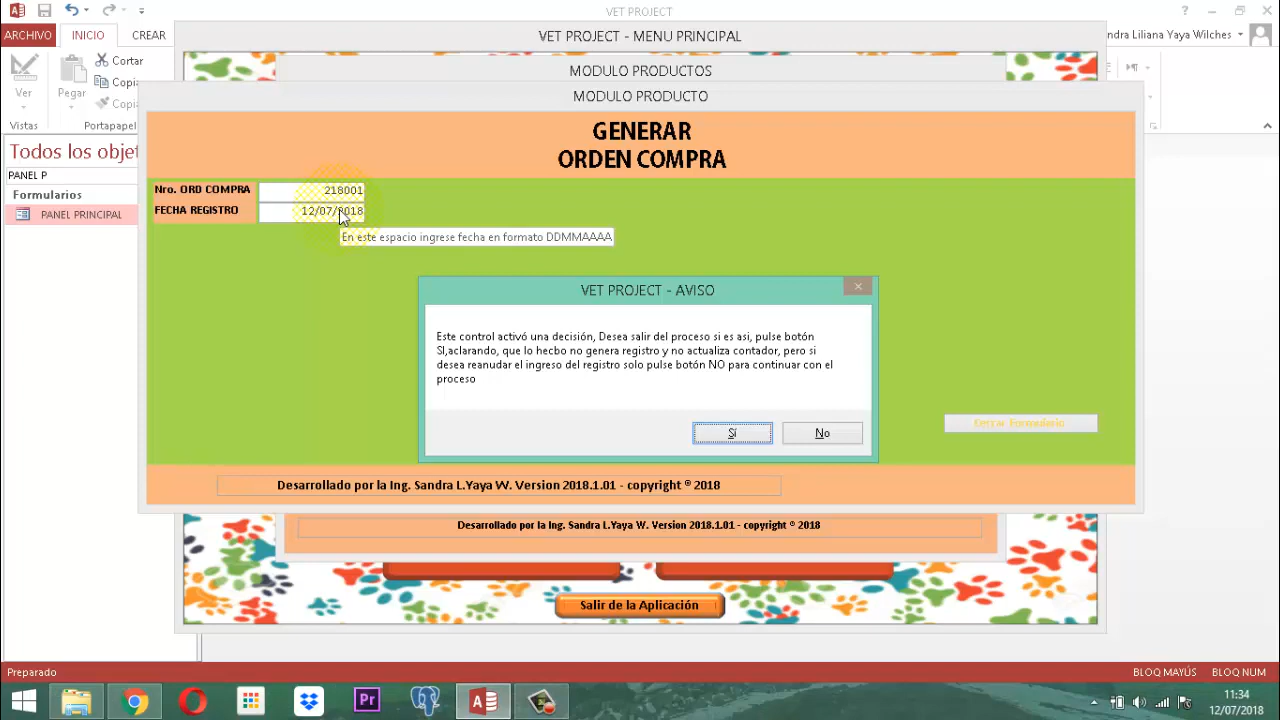 VET PROJECT
ARCHIVO INICIO CREAR
VET PROJECT - MENU PRINCIPAL
ndra Liliana Yaya Wilches
Ver
Pegar
Cortar
Copia
Copia
Vistas
Portapapel
MODULO PRODUCTOS
MODULO PRODUCTO
Todos los objet
PANEL P
Formularios
PANEL PRINCIPAL
GENERAR
ORDEN COMPRA
Nro. ORD COMPRA 218001
FECHA REGISTRO 12/07/2018
En este espacio ingrese fecha en formato DDMMAAAA
VET PROJECT - AVISO
Este control activó una decisión, Desea salir del proceso si es asi, pulse botón
SI,aclarando, que lo hecbo no genera registro y no actualiza contador, pero si
desea reanudar el ingreso del registro solo pulse botón NO para continuar con el
proceso
Sí No
Cerrar Formulario
Desarrollado por la Ing. Sandra L.Yaya W. Version 2018.1.01 - copyright ® 2018
Desarrollado por la Ing. Sandra L.Yaya W. Version 2018.1.01 - copyright ® 2018
Salir de la Aplicación
Preparado
BLOQ MAYÚS BLOQ NUM
Pr
11:34
12/07/2018